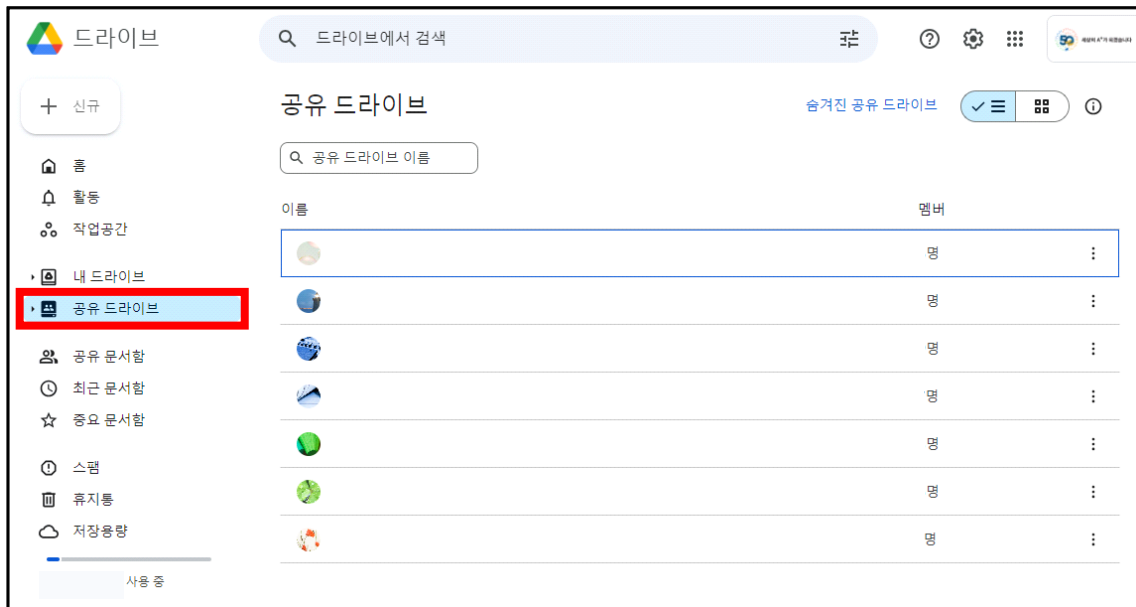 드라이브
드라이브에서 검색
신규
공유 드라이브
숨겨진 공유 드라이브
공유 드라이브 이름
홈
활동
작업공간
내 드라이브
공유 드라이브
공유 문서함
최근 문서함
중요 문서함
스팸
휴지통
저장용량
사용 중
이름
멤버
명
명
명
명
명
명
명